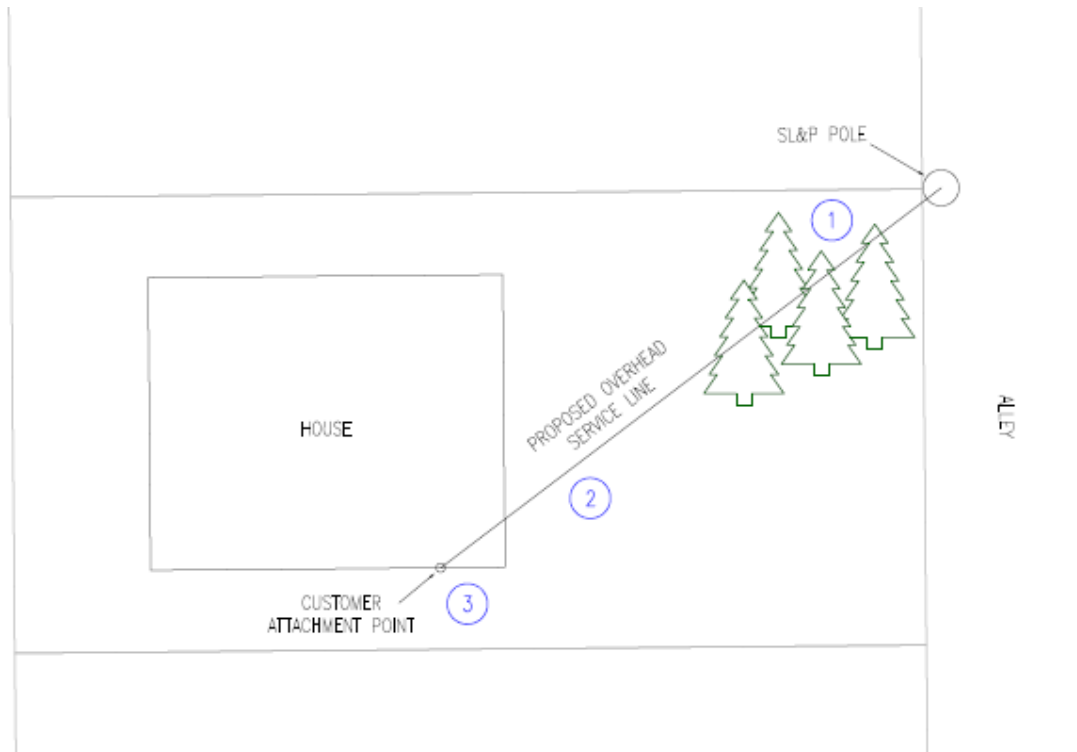 SL&P POLE
1
PROPOSED OVERHEAD
SERVICE LINE
ALLEY
HOUSE
2
CUSTOMER
ATTACHMENT POINT
3